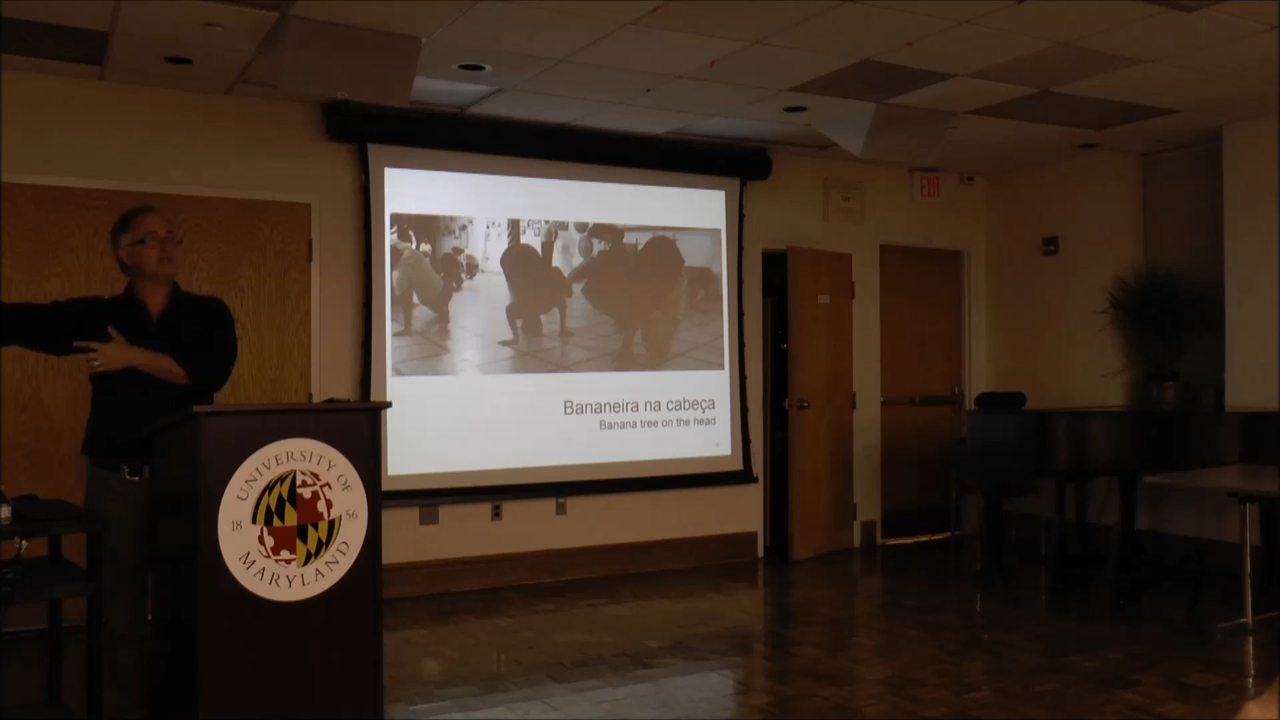 EXIT
Bananeira na cabeça
Banana tree on the head
UNIVERSITY OF
18 56
MARYLAND